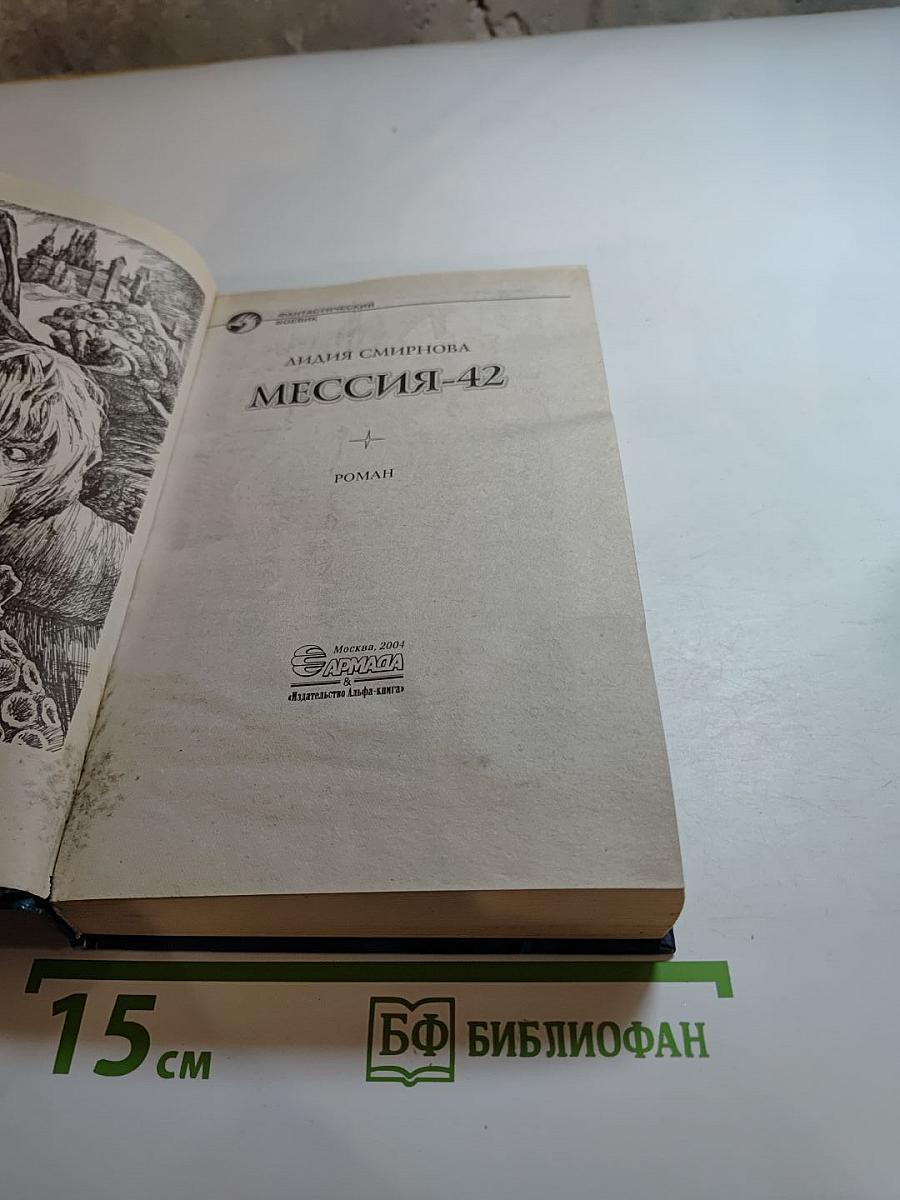 ФАНТАСТИЧЕСКИЙ
БОЕВИК
ЛИДИЯ СМИРНОВА
МЕССИЯ-42
РОМАН
Москва, 2004
АРМАДА
&
«Издательство Альфа-книга»
15 СМ
БФ БИБЛИОФАН